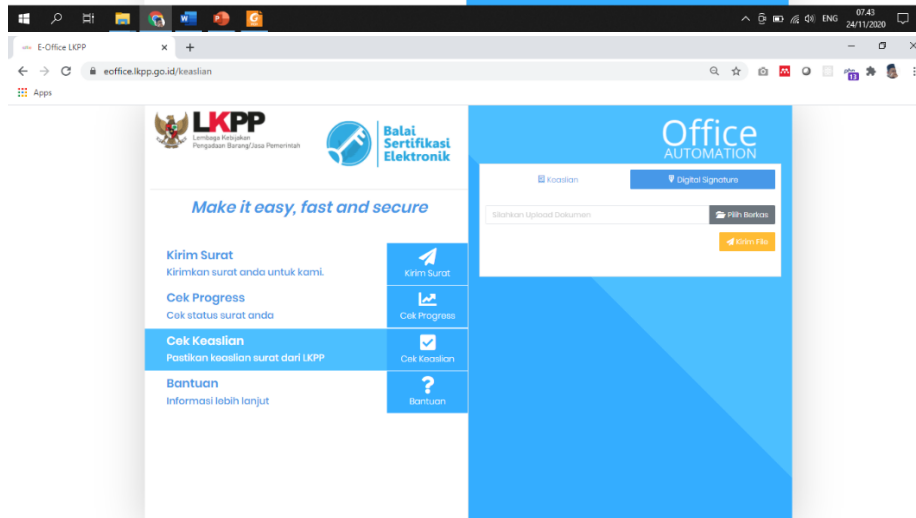 ENG
07.43
24/11/2020
E-Office LKPP
eoffice.lkpp.go.id/keaslian
13
Apps
LKPP
Lembaga Kebijakan
Pengadaan Barang/Jasa Pemerintah
Balai
Sertifikasi
Elektronik
Make it easy, fast and secure
Kirim Surat
Kirimkan surat anda untuk kami.
Kirim Surat
Cek Progress
Cek status surat anda
Cek Progress
Cek Keaslian
Pastikan keaslian surat dari LKPP
Cek Keaslian
Bantuan
Informasi lebih lanjut
Bantuan
Office
AUTOMATION
Keaslian
Digital Signature
Silahkan Upload Dokumen
Pilih Berkas
Kirim File